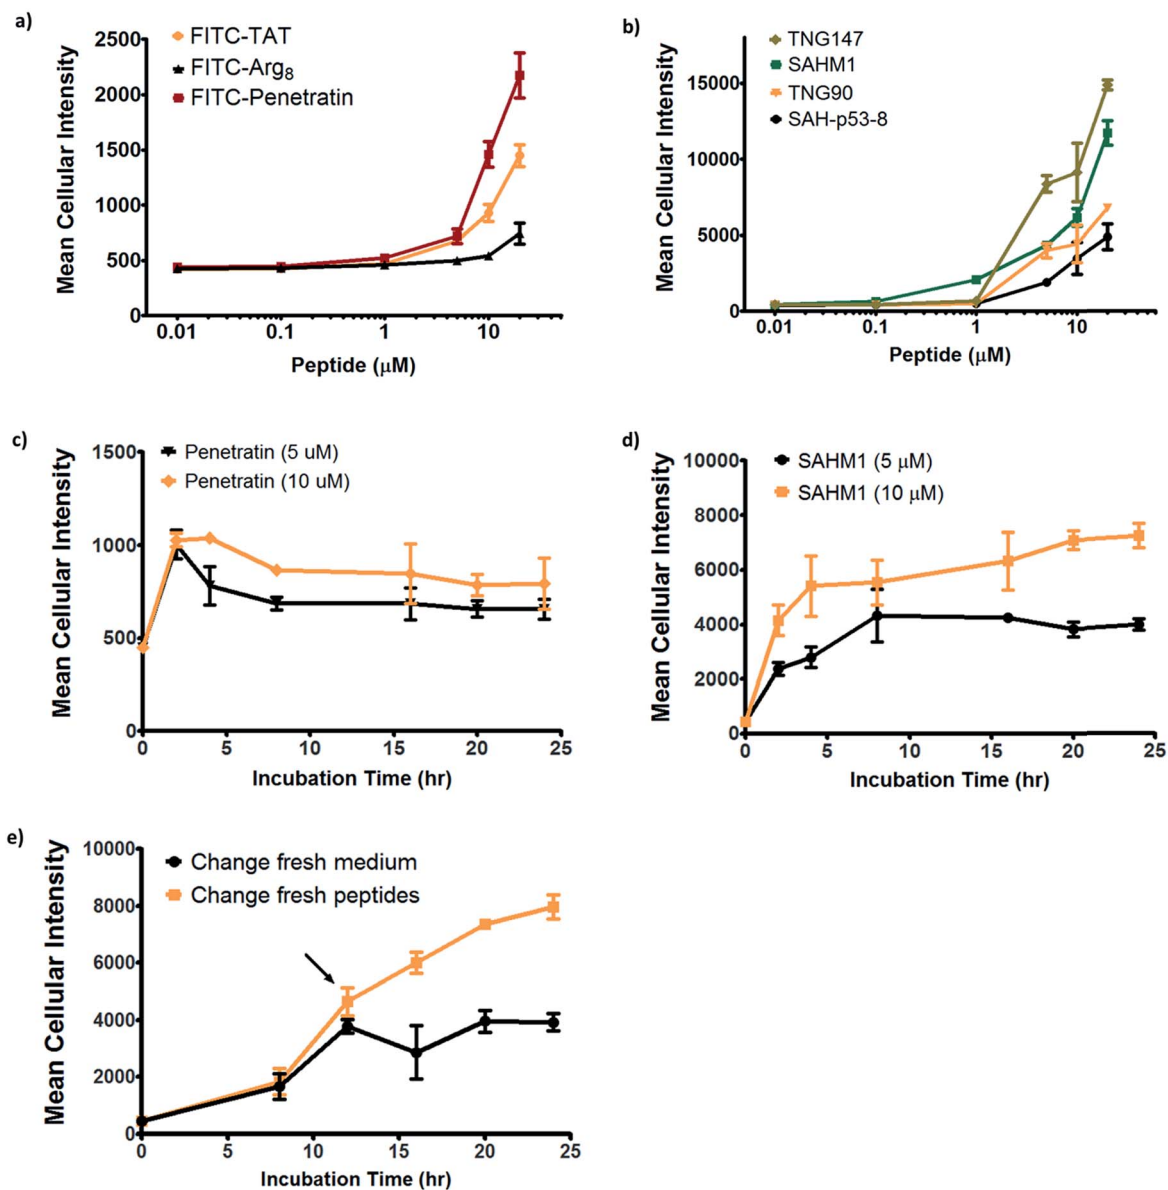 a)
FITC-TAT
FITC-Arg₈
FITC-Penetratin
2500
2000
1500
1000
500
0
Mean Cellular Intensity
0.01 0.1 1 10
Peptide (μM)
b)
TNG147
SAHM1
TNG90
SAH-p53-8
15000
10000
5000
0
Mean Cellular Intensity
0.01 0.1 1 10
Peptide (μM)
c)
Penetratin (5 uM)
Penetratin (10 uM)
1500
1000
500
0
Mean Cellular Intensity
0 5 10 15 20 25
Incubation Time (hr)
d)
SAHM1 (5 μM)
SAHM1 (10 μM)
10000
8000
6000
4000
2000
0
Mean Cellular Intensity
0 5 10 15 20 25
Incubation Time (hr)
e)
Change fresh medium
Change fresh peptides
10000
8000
6000
4000
2000
0
Mean Cellular Intensity
0 5 10 15 20 25
Incubation Time (hr)